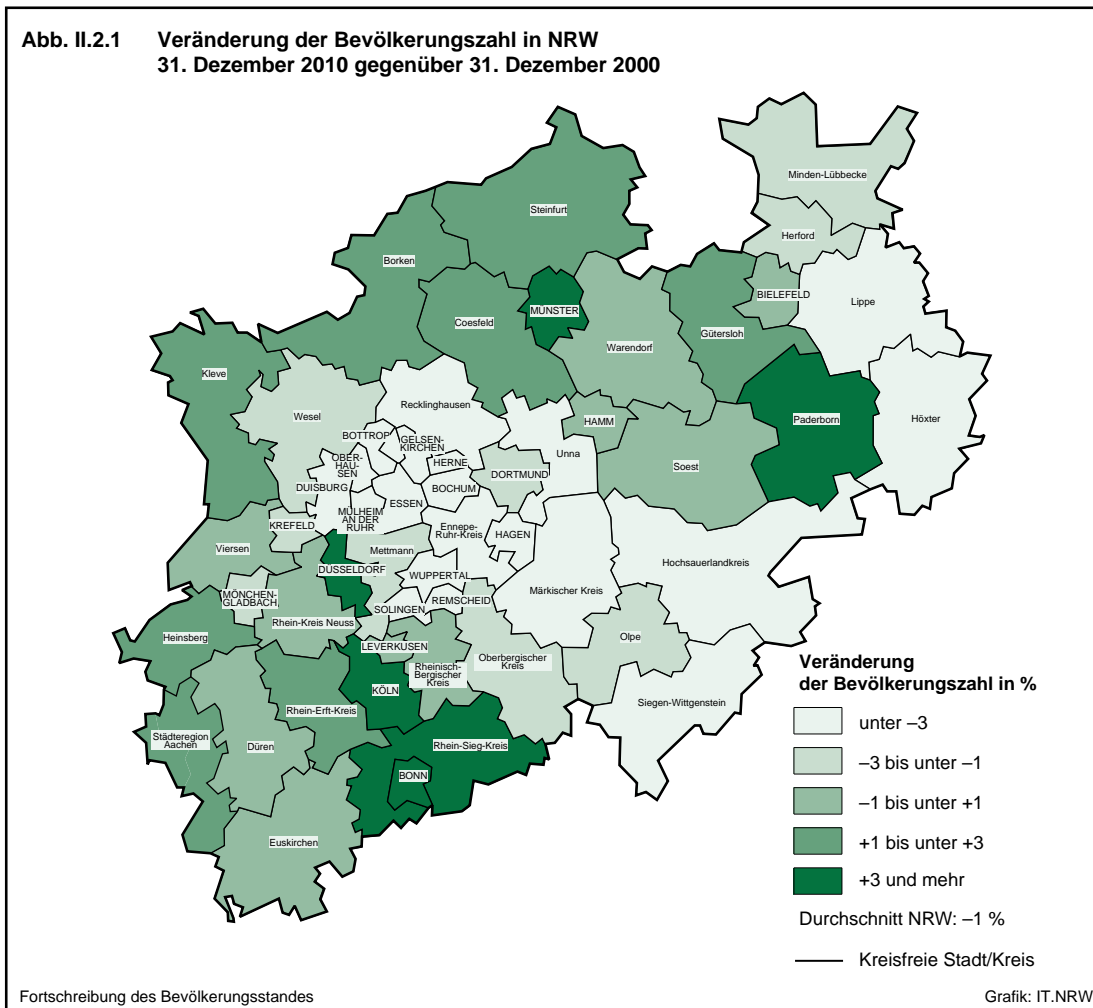 Abb. II.2.1 Veränderung der Bevölkerungszahl in NRW
31. Dezember 2010 gegenüber 31. Dezember 2000
Minden-Lübbecke
Steinfurt
Herford
Borken
BIELEFELD
Lippe
MÜNSTER
Coesfeld
Gütersloh
Warendorf
Kleve
Recklinghausen
Wesel
Paderborn
Höxter
HAMM
BOTTROP
GELSEN-
KIRCHEN
Unna
OBER-
HAU-
SEN
HERNE
Soest
DORTMUND
DUISBURG
BOCHUM
ESSEN
MÜLHEIM
AN DER
RUHR
KREFELD
Ennepe-
Ruhr-Kreis
HAGEN
Viersen
Mettmann
Hochsauerlandkreis
DÜSSELDORF
WUPPERTAL
Märkischer Kreis
MÖNCHEN-
GLADBACH
REMSCHEID
SOLINGEN
Rhein-Kreis Neuss
Heinsberg
Olpe
LEVERKUSEN
Oberbergischer
Kreis
Rheinisch-
Bergischer
Kreis
KÖLN
Siegen-Wittgenstein
Rhein-Erft-Kreis
Städteregion
Aachen
Düren
Rhein-Sieg-Kreis
BONN
Euskirchen
Veränderung
der Bevölkerungszahl in %
unter –3
–3 bis unter –1
–1 bis unter +1
+1 bis unter +3
+3 und mehr
Durchschnitt NRW: –1 %
Kreisfreie Stadt/Kreis
Fortschreibung des Bevölkerungsstandes
Grafik: IT.NRW